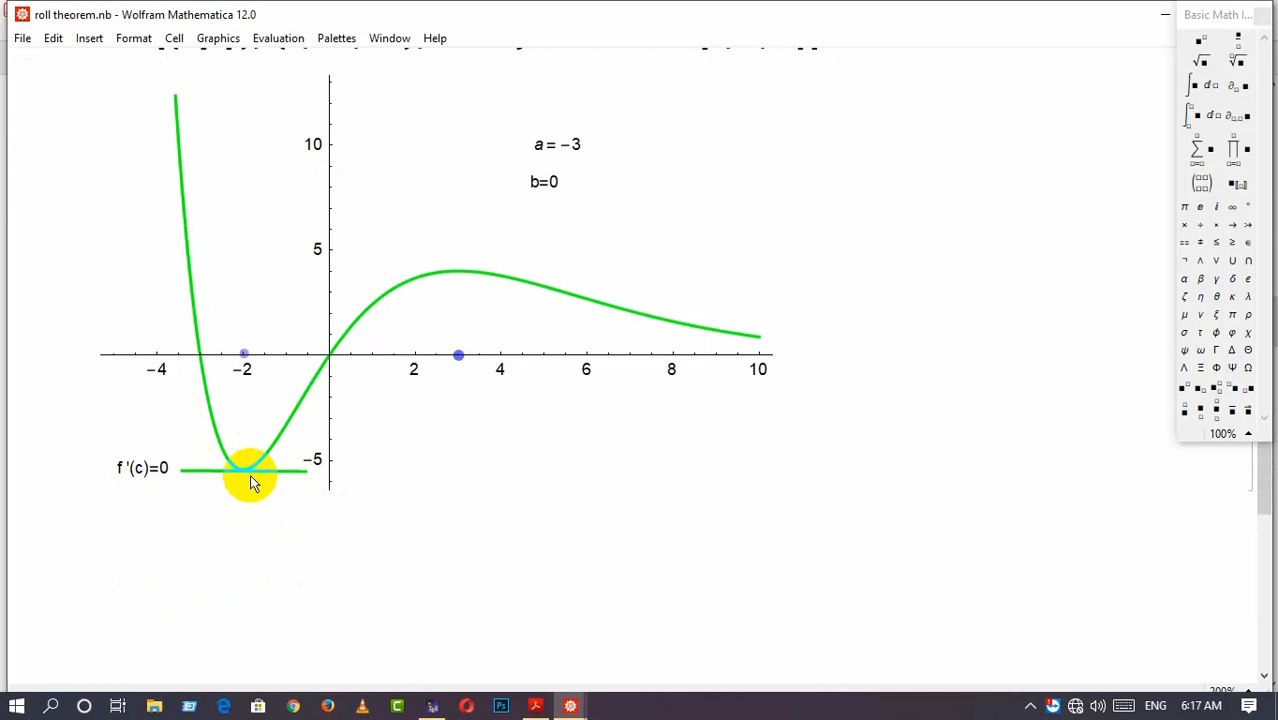 roll theorem.nb - Wolfram Mathematica 12.0
Basic Math I...
File Edit Insert Format Cell Graphics Evaluation Palettes Window Help
10
a = −3
b=0
5
−4 −2 2 4 6 8 10
f '(c)=0
−5
π e i ∞ °
× ÷ × → ↣
== ≠ ≤ ≥ ∈
¬ ∧ ∨ ∪ ∩
α β γ δ ϵ
ζ η θ κ λ
μ ν ξ π ρ
σ τ ϕ φ χ
ψ ω Γ Δ Θ
Λ Ξ Φ Ψ Ω
100%
200%
ENG 6:17 AM